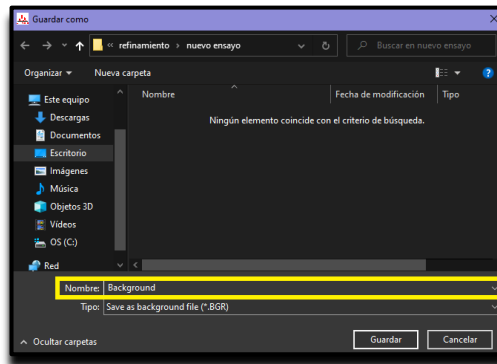 Guardar como
« refinamiento › nuevo ensayo
Buscar en nuevo ensayo
Organizar
Nueva carpeta
Este equipo
Descargas
Documentos
Escritorio
Imágenes
Música
Objetos 3D
Vídeos
OS (C:)
Red
Nombre
Fecha de modificación
Tipo
Ningún elemento coincide con el criterio de búsqueda.
Nombre: Background
Tipo: Save as background file (*.BGR)
Ocultar carpetas
Guardar
Cancelar